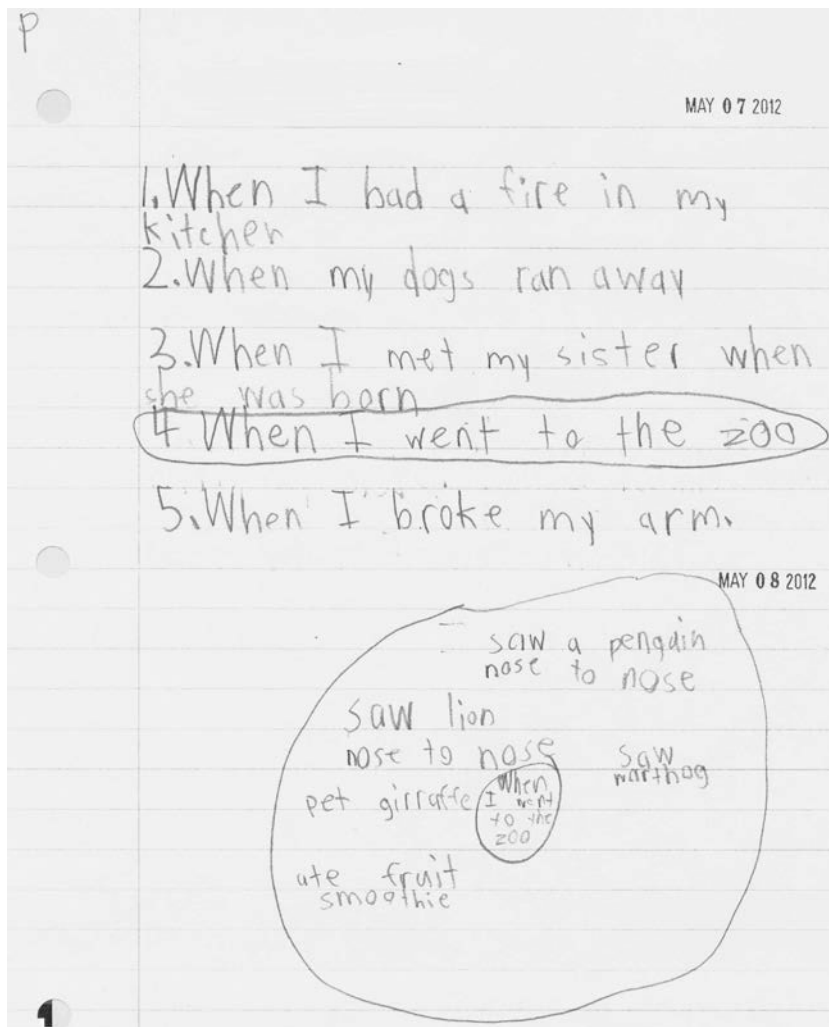 P
MAY 07 2012
1. When I had a fire in my
kitchen
2. When my dogs ran away
3. When I met my sister when
she was born
4 When I went to the zoo
5. When I broke my arm.
MAY 08 2012
saw a pengain
nose to nose
saw lion
nose to nose
saw
warthog
pet girraffe
When
I went
to the
zoo
ate fruit
smoothie
1